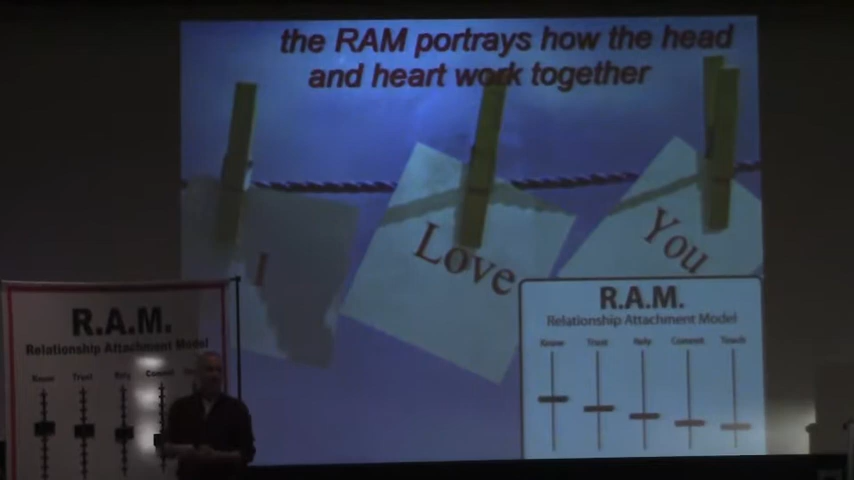 the RAM portrays how the head
and heart work together
I
Love
You
R.A.M.
Relationship Attachment Model
Know Trust Rely Commit Touch
R.A.M.
Relationship Attachment Model
Know Trust Rely Commit